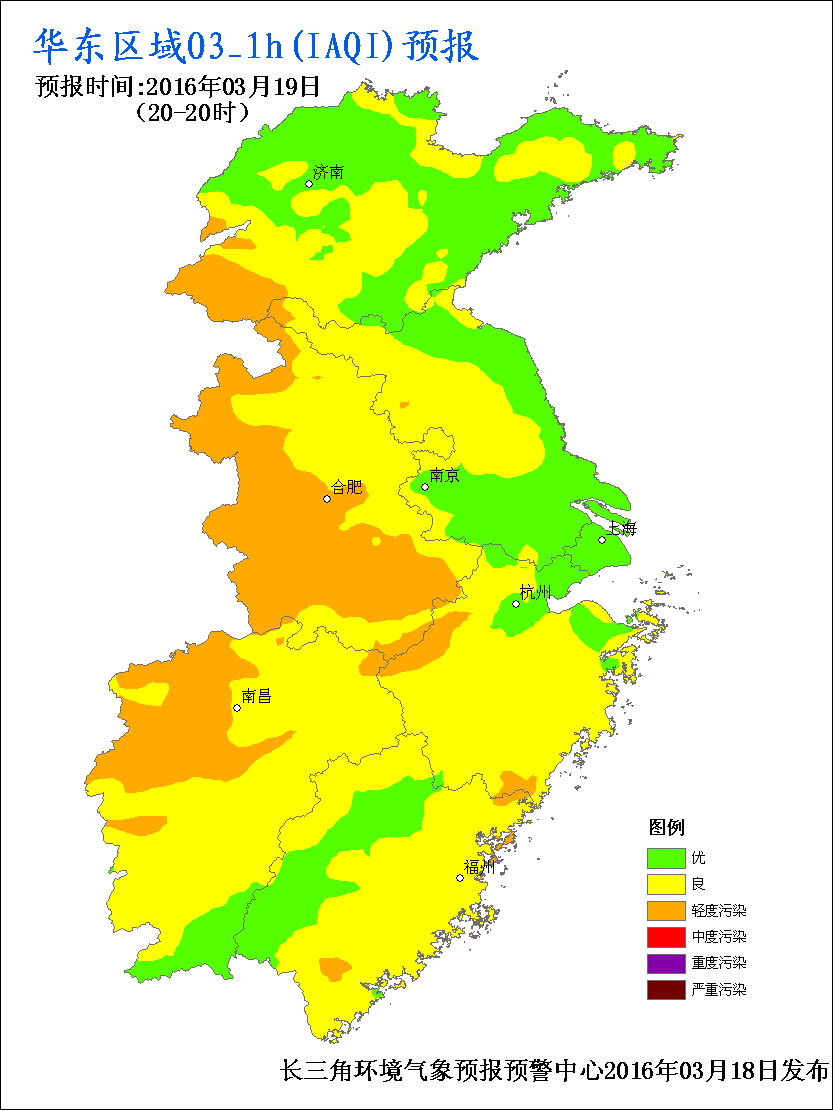 华东区域O3_1h(IAQI)预报
预报时间:2016年03月19日
(20-20时)
济南
南京
合肥
上海
杭州
南昌
福州
图例
优
良
轻度污染
中度污染
重度污染
严重污染
长三角环境气象预报预警中心2016年03月18日发布